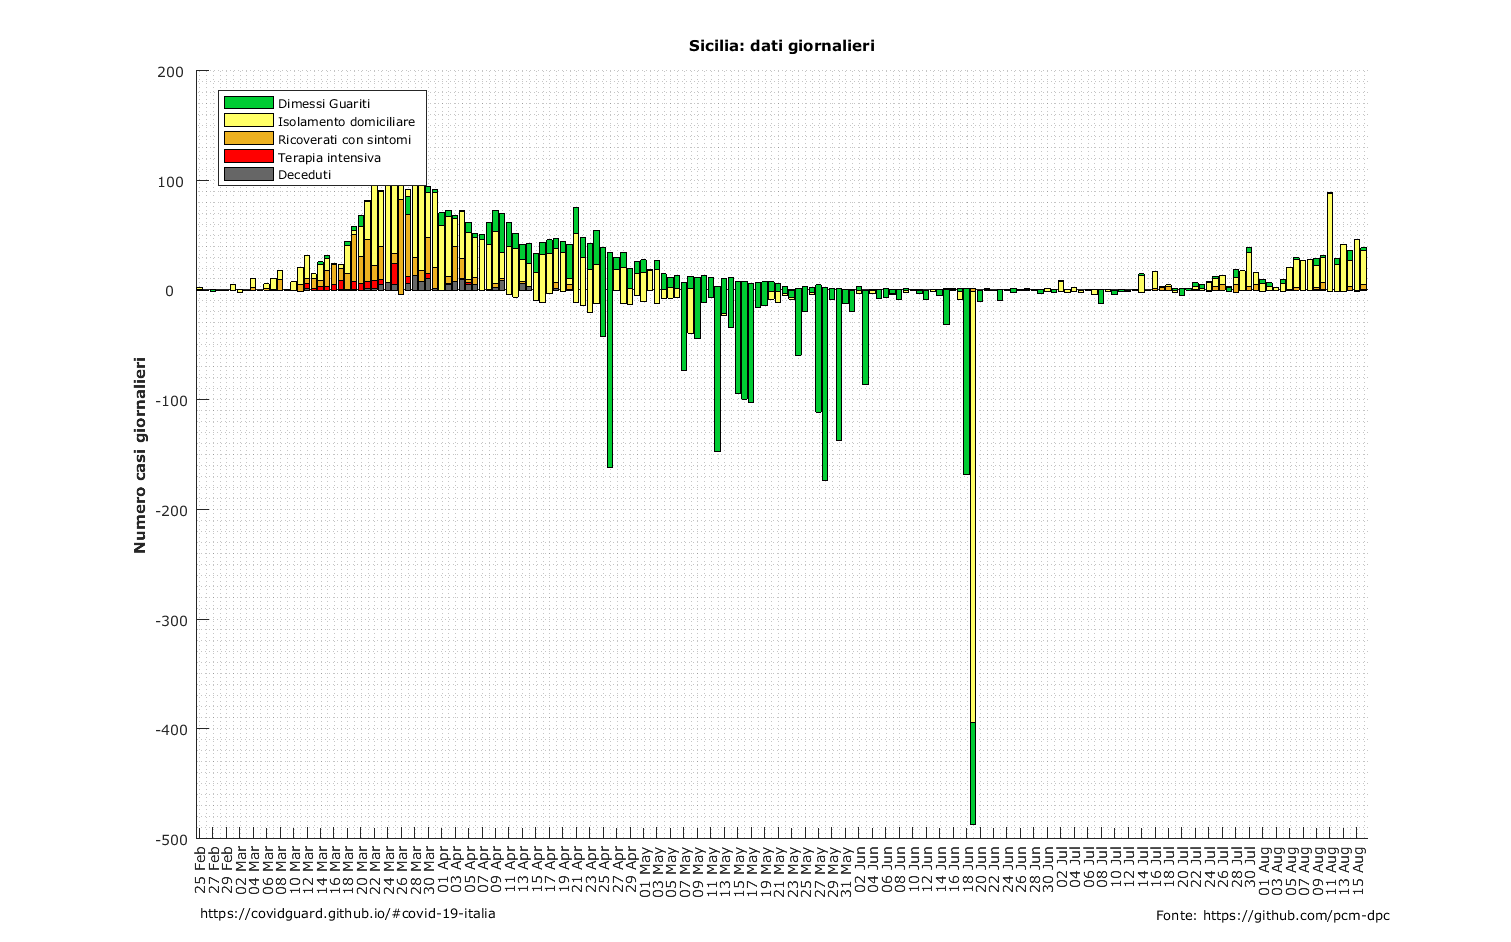 Sicilia: dati giornalieri
200
100
0
-100
-200
-300
-400
-500
Numero casi giornalieri
Dimessi Guariti
Isolamento domiciliare
Ricoverati con sintomi
Terapia intensiva
Deceduti
25 Feb
27 Feb
29 Feb
02 Mar
04 Mar
06 Mar
08 Mar
10 Mar
12 Mar
14 Mar
16 Mar
18 Mar
20 Mar
22 Mar
24 Mar
26 Mar
28 Mar
30 Mar
01 Apr
03 Apr
05 Apr
07 Apr
09 Apr
11 Apr
13 Apr
15 Apr
17 Apr
19 Apr
21 Apr
23 Apr
25 Apr
27 Apr
29 Apr
01 May
03 May
05 May
07 May
09 May
11 May
13 May
15 May
17 May
19 May
21 May
23 May
25 May
27 May
29 May
31 May
02 Jun
04 Jun
06 Jun
08 Jun
10 Jun
12 Jun
14 Jun
16 Jun
18 Jun
20 Jun
22 Jun
24 Jun
26 Jun
28 Jun
30 Jun
02 Jul
04 Jul
06 Jul
08 Jul
10 Jul
12 Jul
14 Jul
16 Jul
18 Jul
20 Jul
22 Jul
24 Jul
26 Jul
28 Jul
30 Jul
01 Aug
03 Aug
05 Aug
07 Aug
09 Aug
11 Aug
13 Aug
15 Aug
https://covidguard.github.io/#covid-19-italia
Fonte: https://github.com/pcm-dpc